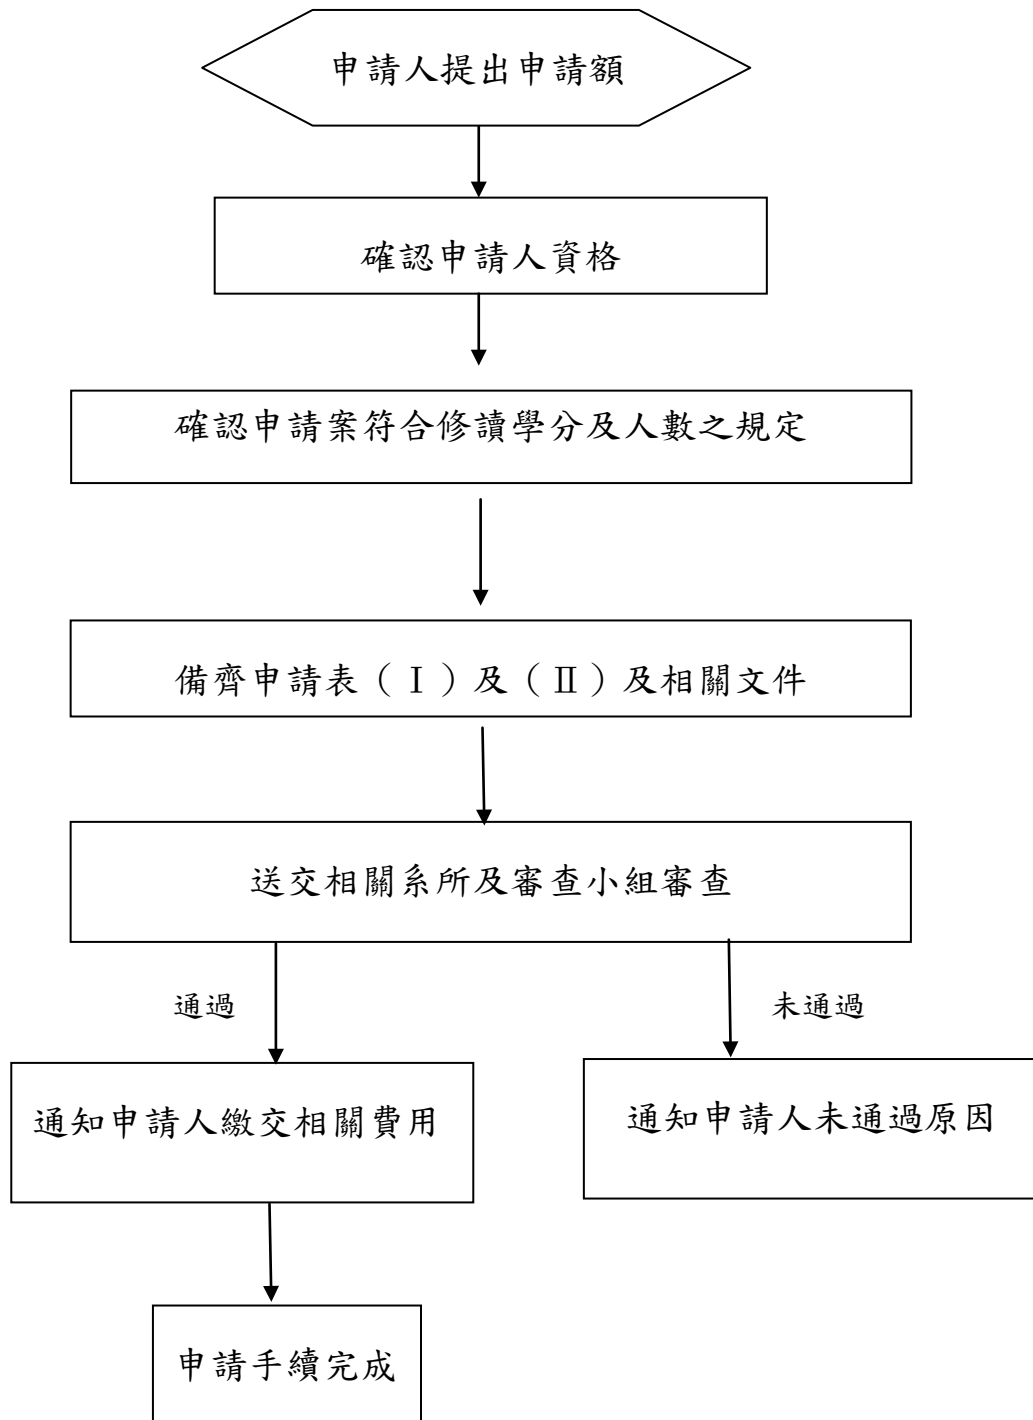 申請人提出申請額
確認申請人資格
確認申請案符合修讀學分及人數之規定
備齊申請表（Ⅰ）及（Ⅱ）及相關文件
送交相關系所及審查小組審查
通過
未通過
通知申請人繳交相關費用
通知申請人未通過原因
申請手續完成